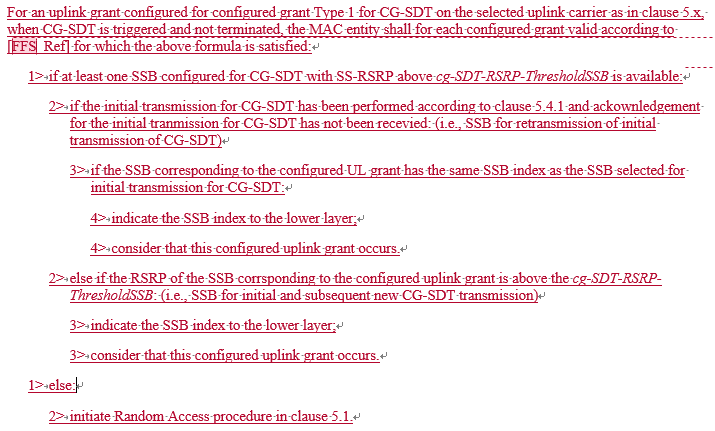 For an uplink grant configured for configured grant Type 1 for CG-SDT on the selected uplink carrier as in clause 5.x,
when CG-SDT is triggered and not terminated, the MAC entity shall for each configured grant valid according to
[FFS Ref] for which the above formula is satisfied:
1> if at least one SSB configured for CG-SDT with SS-RSRP above cg-SDT-RSRP-ThresholdSSB is available:
2> if the initial transmission for CG-SDT has been performed according to clause 5.4.1 and ackownledgement
for the initial tranmission for CG-SDT has not been recevied: (i.e., SSB for retransmission of initial
transmission of CG-SDT)
3> if the SSB corresponding to the configured UL grant has the same SSB index as the SSB selected for
initial transmission for CG-SDT:
4> indicate the SSB index to the lower layer;
4> consider that this configured uplink grant occurs.
2> else if the RSRP of the SSB corrsponding to the configured uplink grant is above the cg-SDT-RSRP-
ThresholdSSB: (i.e., SSB for initial and subsequent new CG-SDT transmission)
3> indicate the SSB index to the lower layer;
3> consider that this configured uplink grant occurs.
1> else:
2> initiate Random Access procedure in clause 5.1.